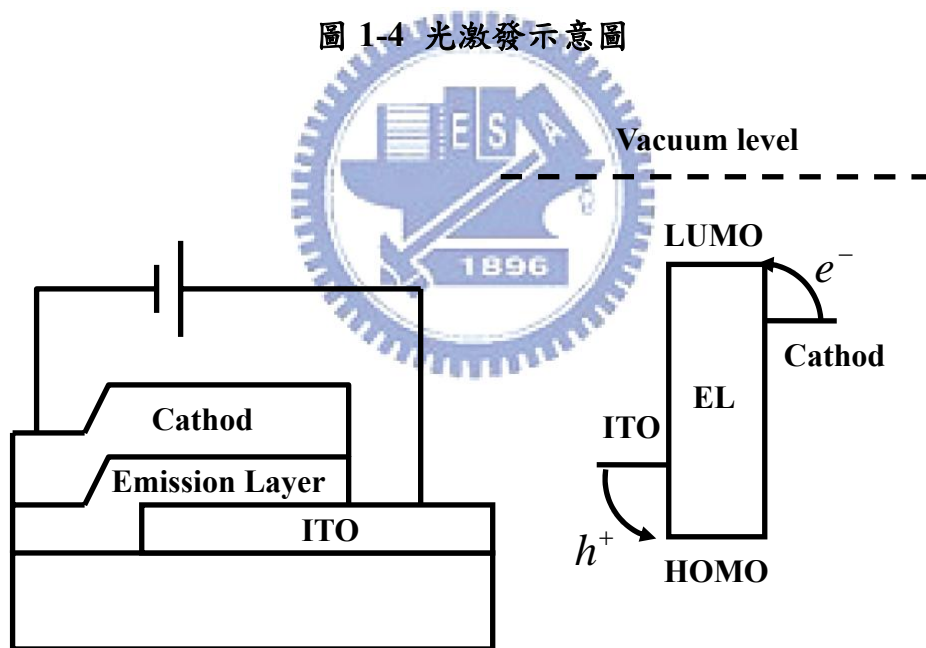 圖 1-4 光激發示意圖
E S A
1896
Vacuum level
LUMO
e⁻
Cathod
EL
ITO
h⁺
HOMO
Cathod
Emission Layer
ITO